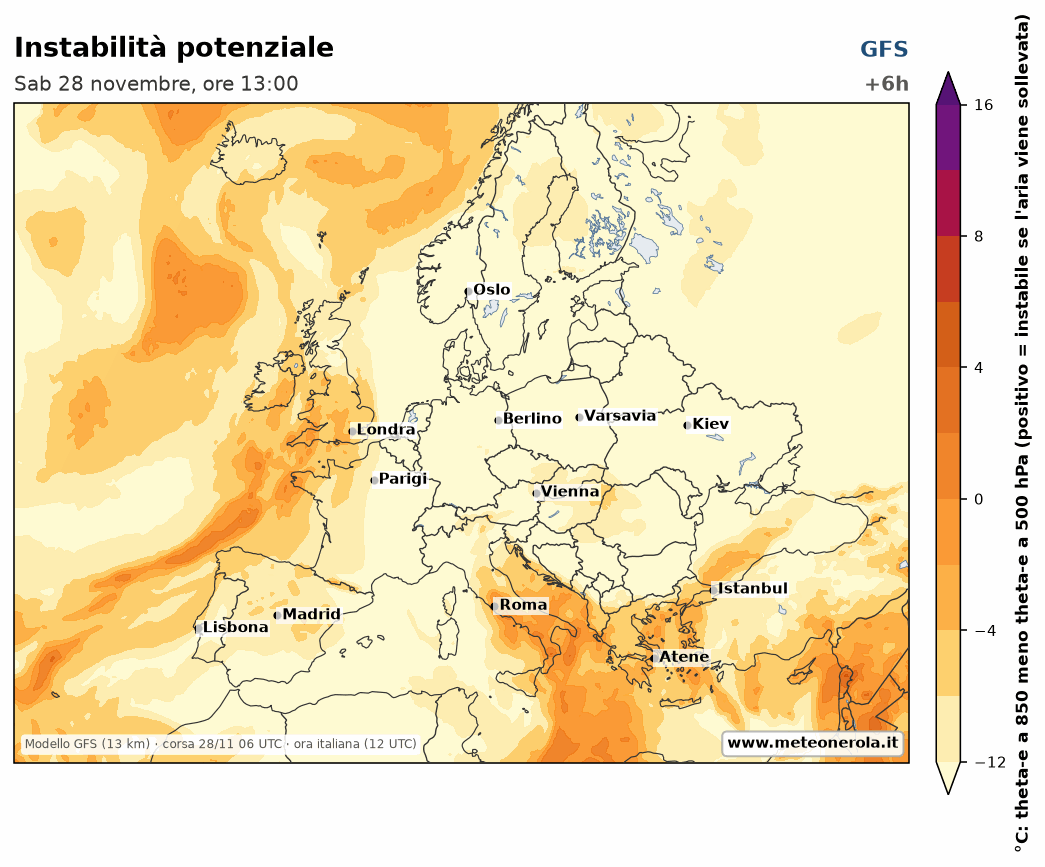 Instabilità potenziale
GFS
Sab 28 novembre, ore 13:00
+6h
Oslo
Londra
Berlino
Varsavia
Kiev
Parigi
Vienna
Istanbul
Roma
Madrid
Lisbona
Atene
Modello GFS (13 km) · corsa 28/11 06 UTC · ora italiana (12 UTC)
www.meteonerola.it
16
8
4
0
−4
−12
°C: theta-e a 850 meno theta-e a 500 hPa (positivo = instabile se l'aria viene sollevata)